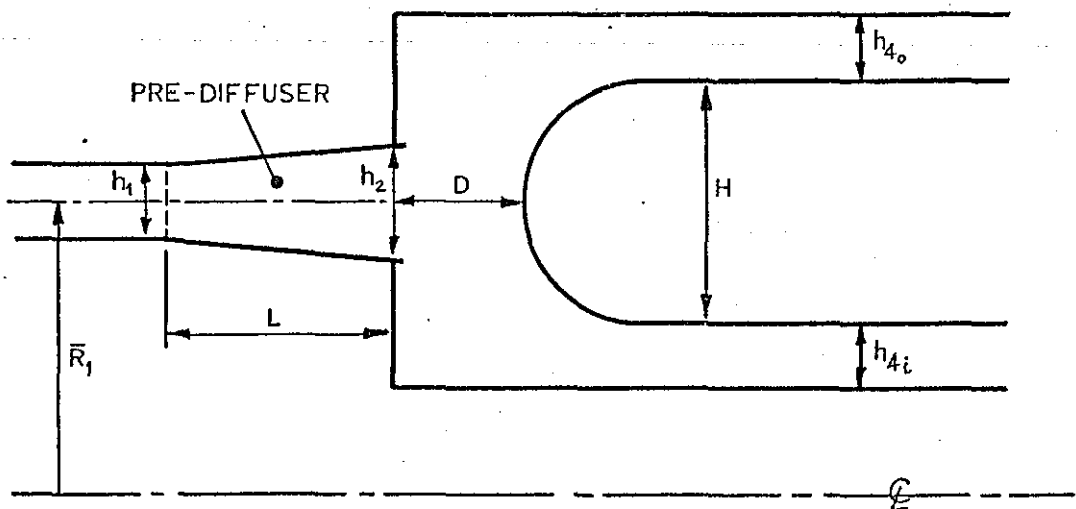 PRE-DIFFUSER
h₄ₒ
h₁
h₂
D
H
L
R̄₁
h₄ᵢ
℄